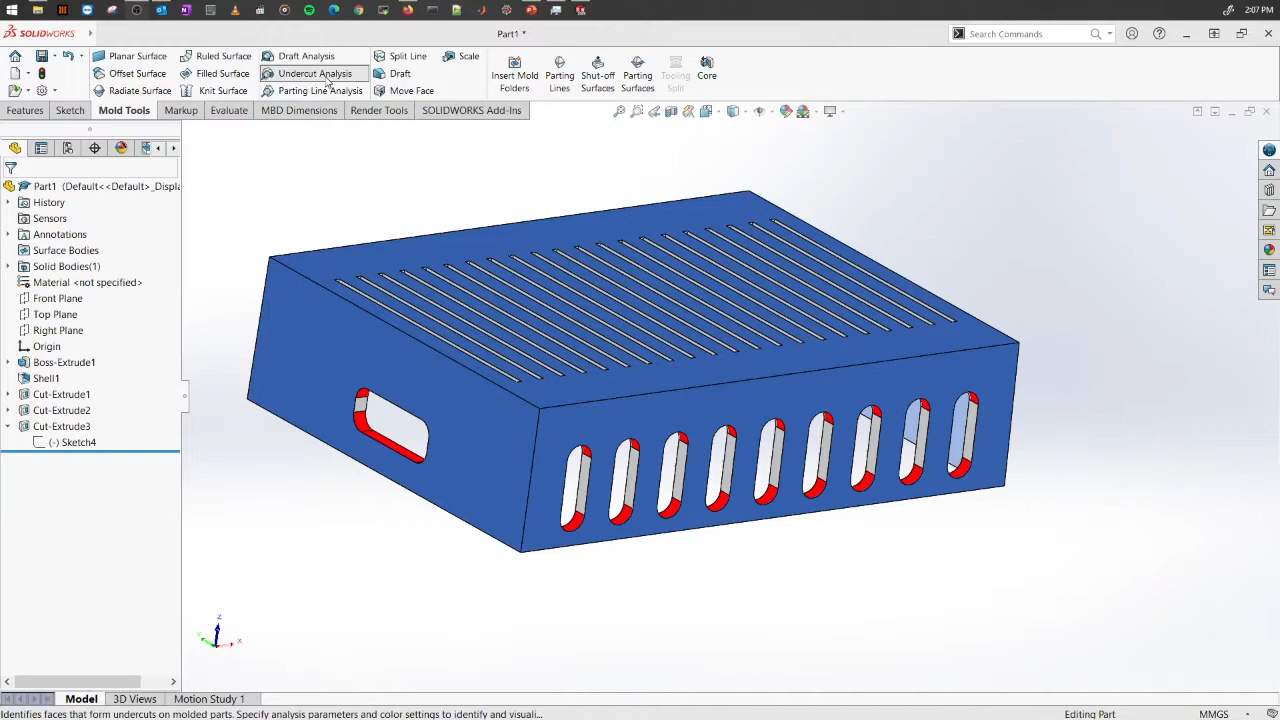 2:07 PM
SOLIDWORKS
Part1 *
Search Commands
Planar Surface
Ruled Surface
Draft Analysis
Split Line
Scale
Offset Surface
Filled Surface
Undercut Analysis
Draft
Radiate Surface
Knit Surface
Parting Line Analysis
Move Face
Insert Mold Folders
Parting Lines
Shut-off Surfaces
Parting Surfaces
Tooling Split
Core
Features
Sketch
Mold Tools
Markup
Evaluate
MBD Dimensions
Render Tools
SOLIDWORKS Add-Ins
Part1 (Default<<Default>_Displa
History
Sensors
Annotations
Surface Bodies
Solid Bodies(1)
Material <not specified>
Front Plane
Top Plane
Right Plane
Origin
Boss-Extrude1
Shell1
Cut-Extrude1
Cut-Extrude2
Cut-Extrude3
(-) Sketch4
Z
Y
X
Model
3D Views
Motion Study 1
Identifies faces that form undercuts on molded parts. Specify analysis parameters and color settings to identify and visuali...
Editing Part
MMGS